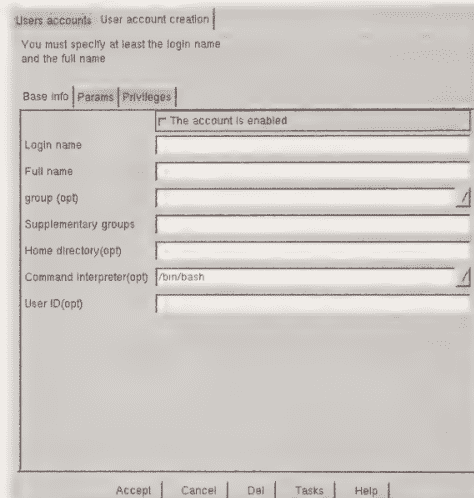 Users accounts User account creation
You must specify at least the login name
and the full name
Base info Params Privileges
The account is enabled
Login name
Full name
group (opt)
Supplementary groups
Home directory(opt)
Command interpreter(opt) /bin/bash
User ID(opt)
Accept Cancel Del Tasks Help